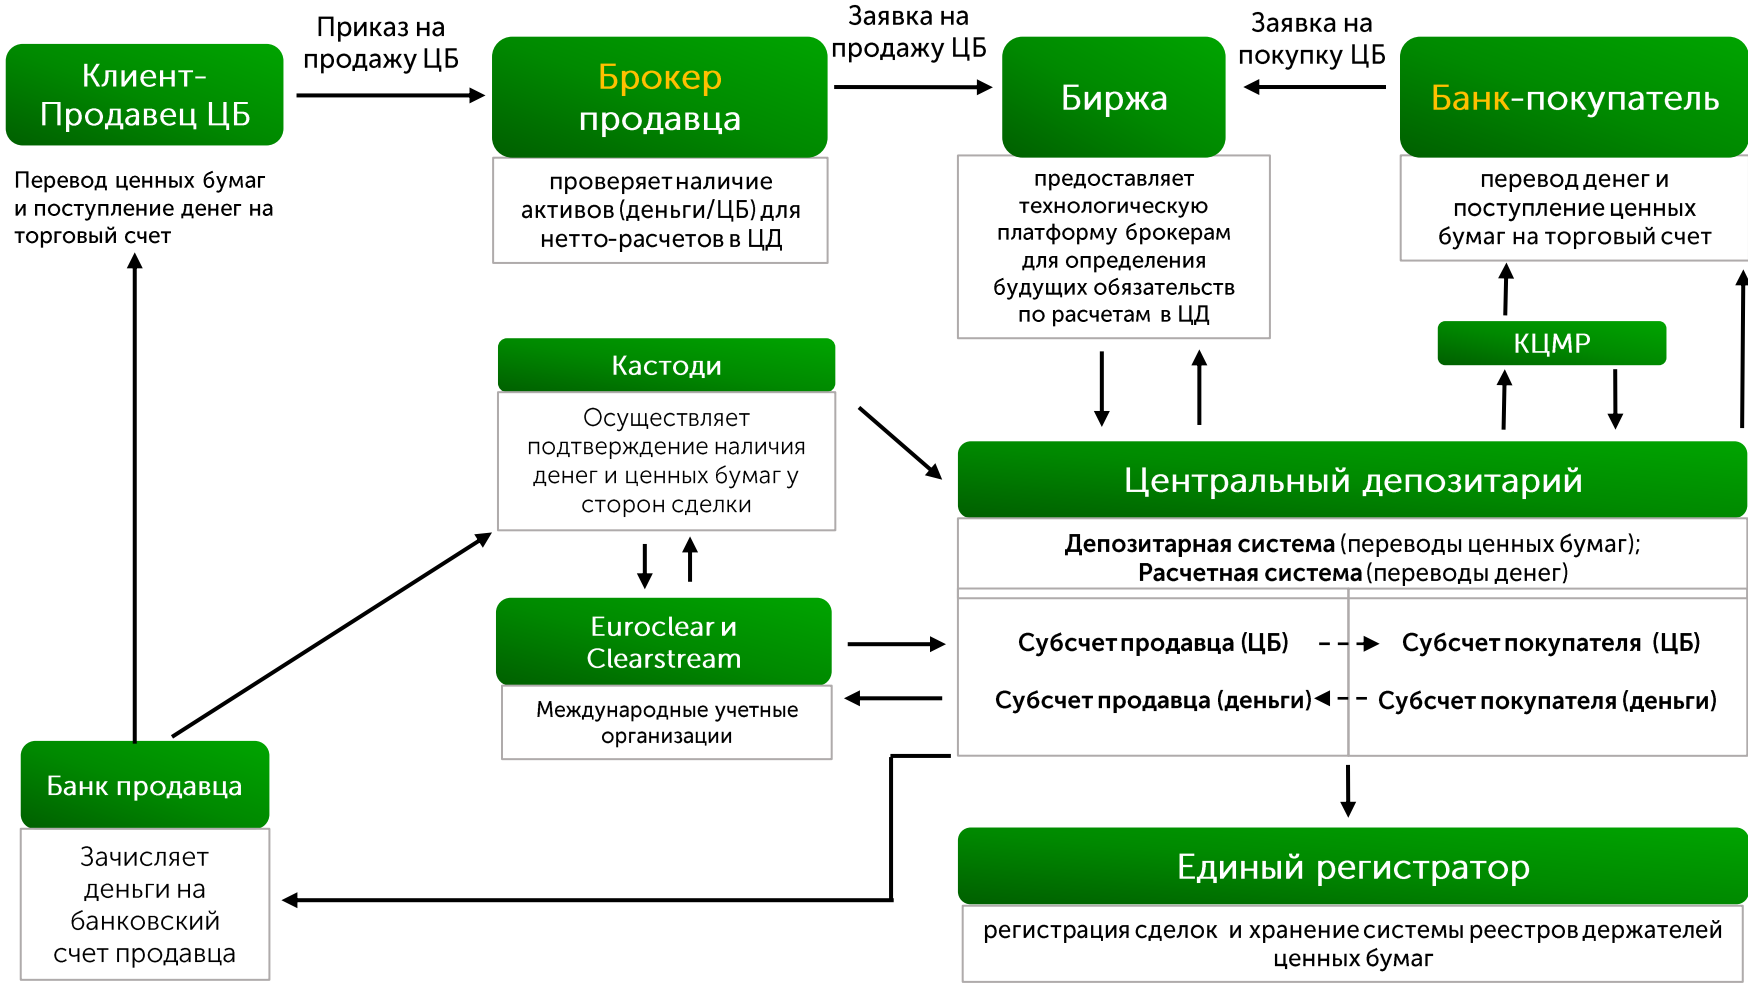 Клиент-
Продавец ЦБ
Приказ на
продажу ЦБ
Брокер
продавца
Заявка на
продажу ЦБ
Биржа
Заявка на
покупку ЦБ
Банк-покупатель
Перевод ценных бумаг
и поступление денег на
торговый счет
проверяет наличие
активов (деньги/ЦБ) для
нетто-расчетов в ЦД
предоставляет
технологическую
платформу брокерам
для определения
будущих обязательств
по расчетам в ЦД
перевод денег и
поступление ценных
бумаг на торговый счет
КЦМР
Кастоди
Осуществляет
подтверждение наличия
денег и ценных бумаг у
сторон сделки
Центральный депозитарий
Депозитарная система (переводы ценных бумаг);
Расчетная система (переводы денег)
Субсчет продавца (ЦБ)
Субсчет покупателя (ЦБ)
Субсчет продавца (деньги)
Субсчет покупателя (деньги)
Euroclear и
Clearstream
Международные учетные
организации
Банк продавца
Зачисляет
деньги на
банковский
счет продавца
Единый регистратор
регистрация сделок и хранение системы реестров держателей
ценных бумаг